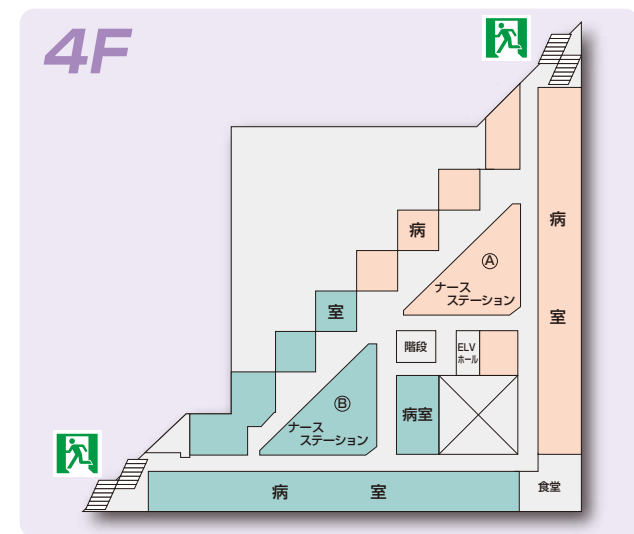 4F
病
病
Ⓐ
ナース
ステーション
室
室
階段
ELV
ホール
Ⓑ
ナース
ステーション
病室
病 室
食堂